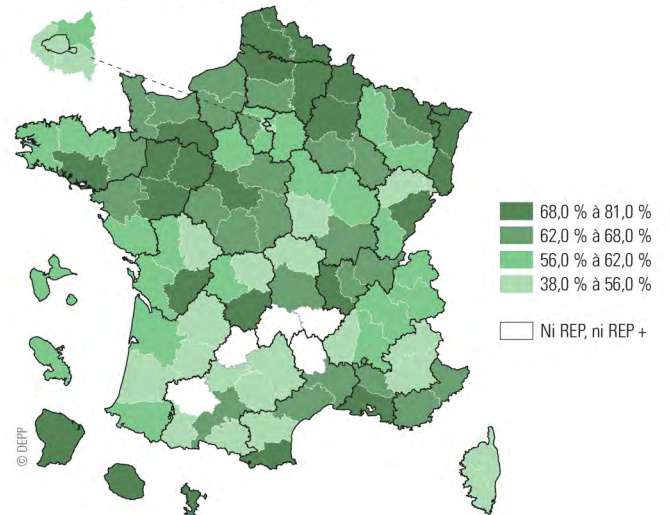 68,0 % à 81,0 %
62,0 % à 68,0 %
56,0 % à 62,0 %
38,0 % à 56,0 %
Ni REP, ni REP +
© DEPP